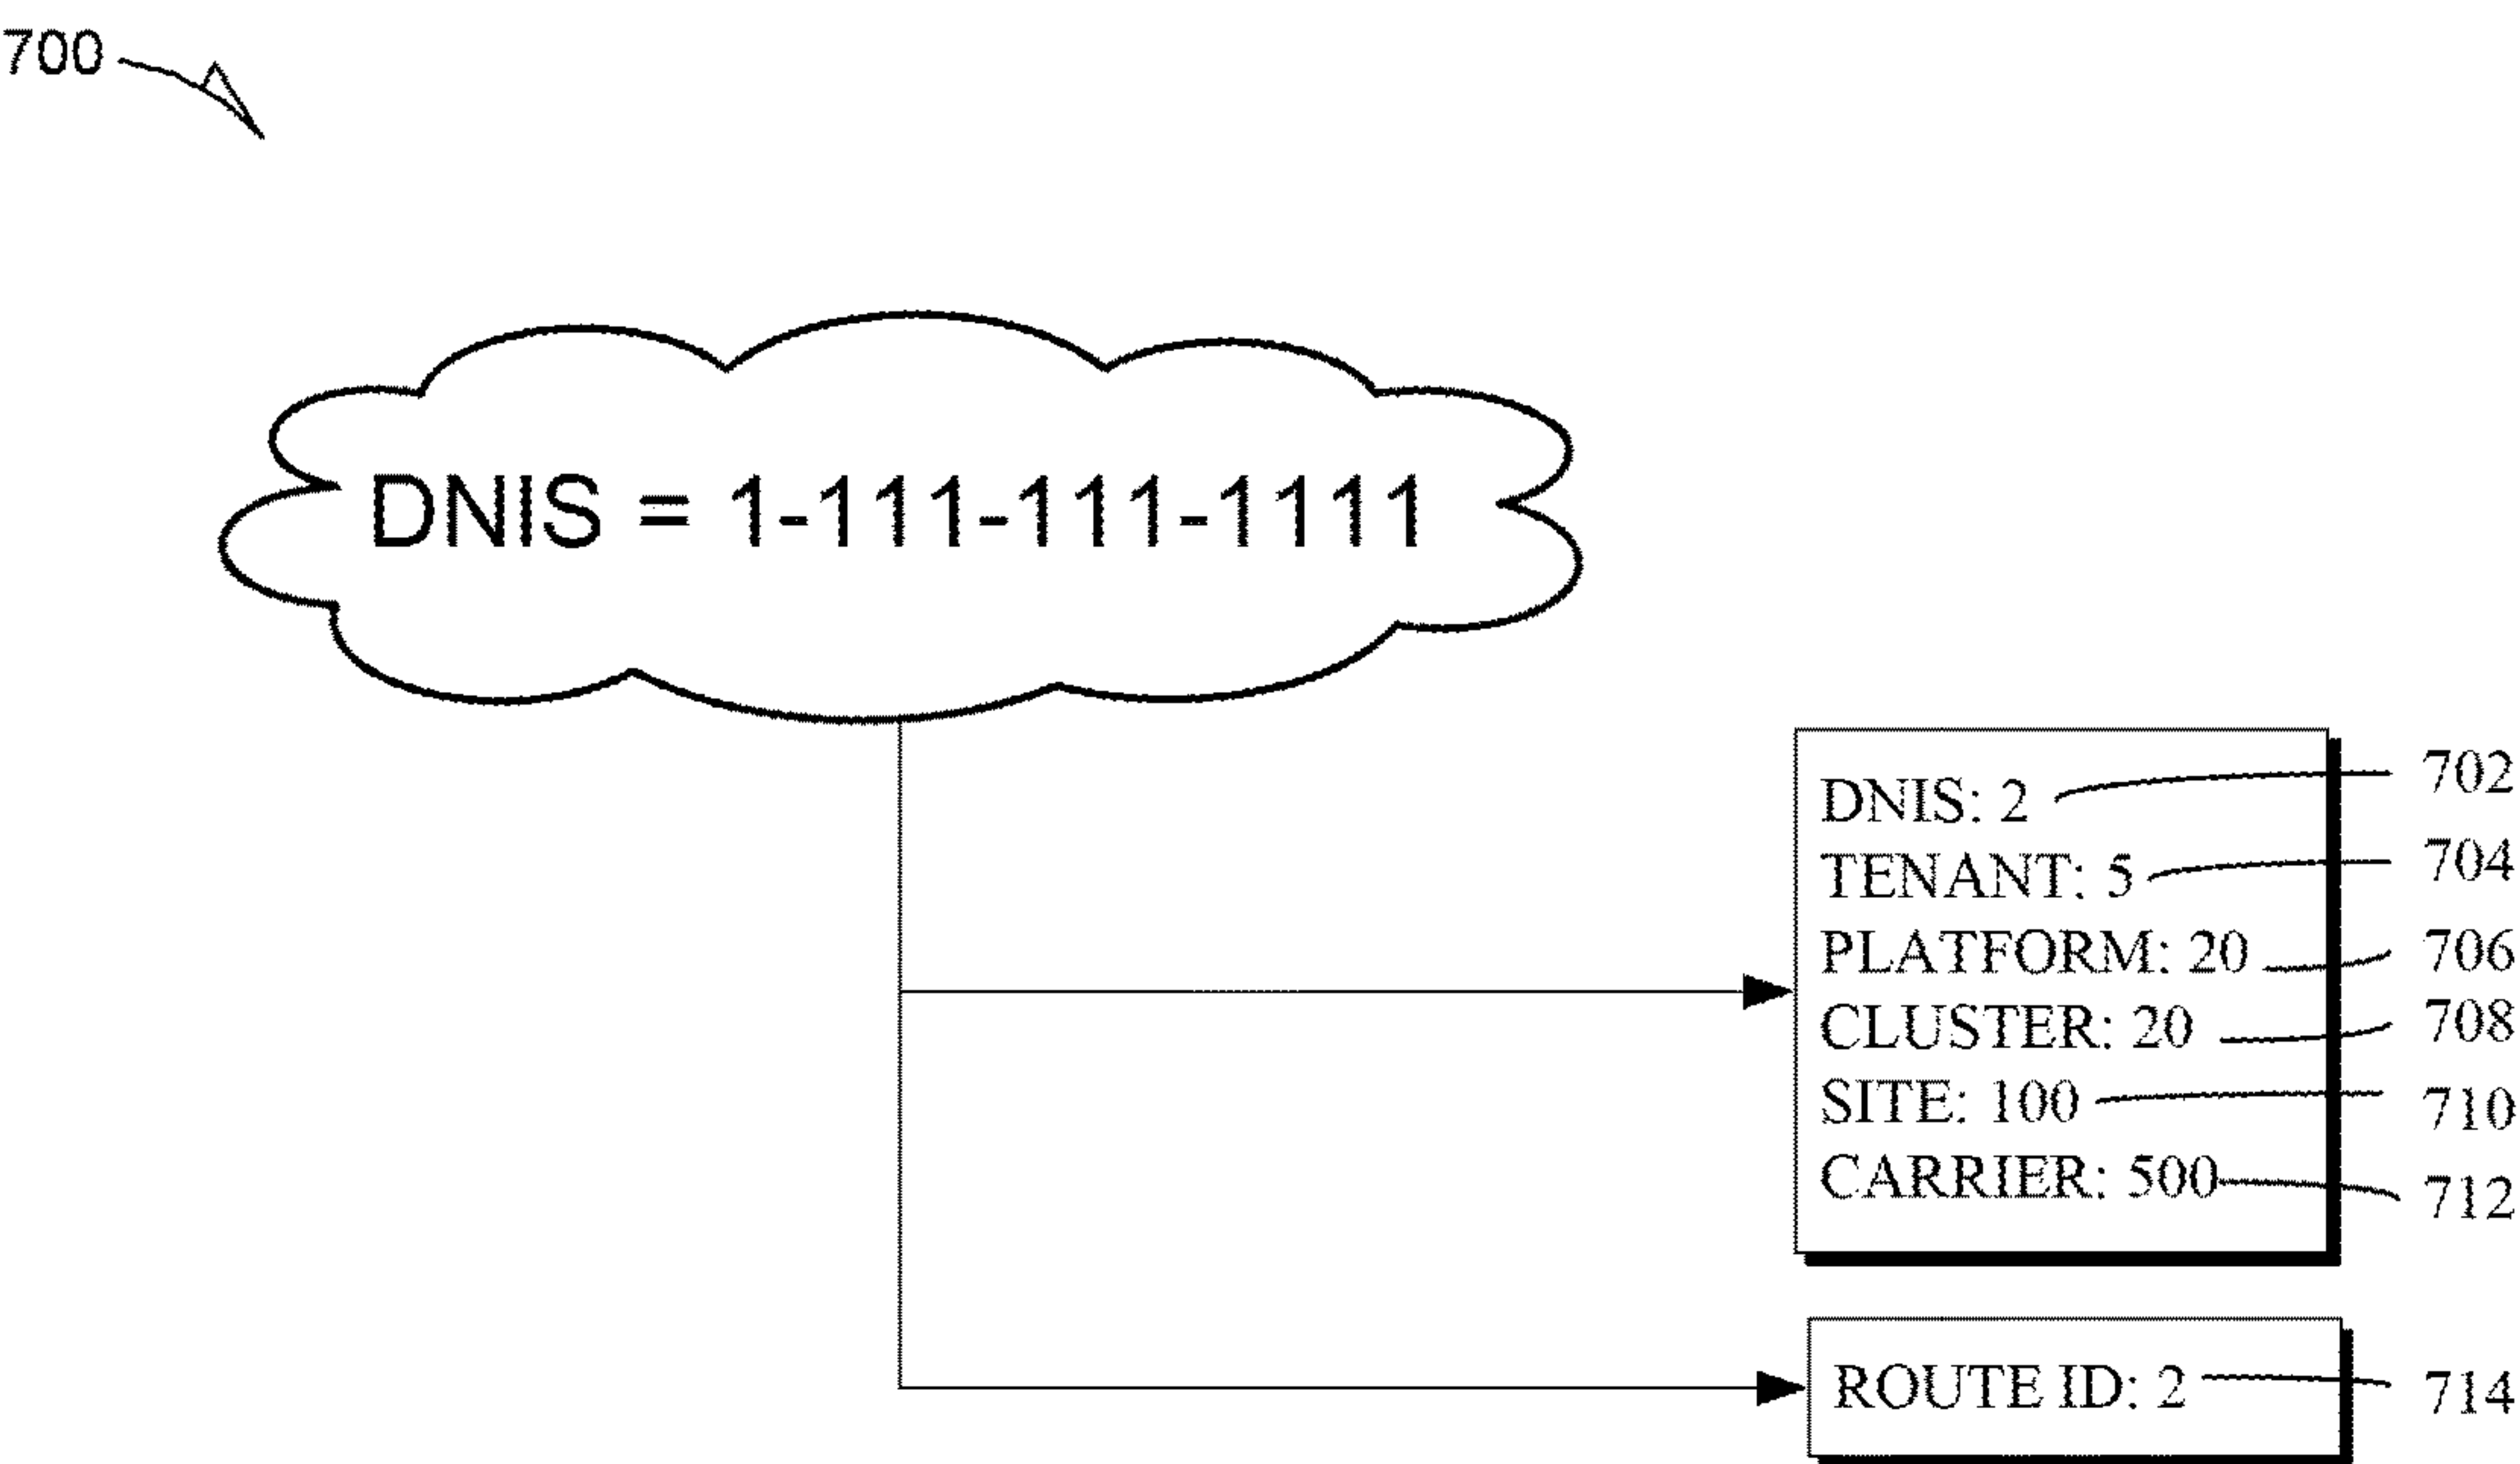 700
DNIS = 1-111-111-1111
DNIS: 2 702
TENANT: 5 704
PLATFORM: 20 706
CLUSTER: 20 708
SITE: 100 710
CARRIER: 500 712
ROUTE ID: 2 714